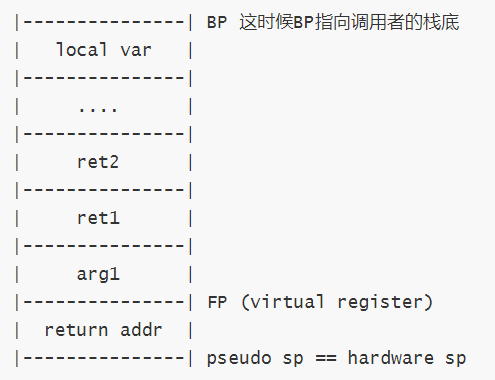 |---------------| BP 这时候BP指向调用者的栈底
|   local var   |
|---------------|
|     ....      |
|---------------|
|     ret2      |
|---------------|
|     ret1      |
|---------------|
|     arg1      |
|---------------| FP (virtual register)
|  return addr  |
|---------------| pseudo sp == hardware sp